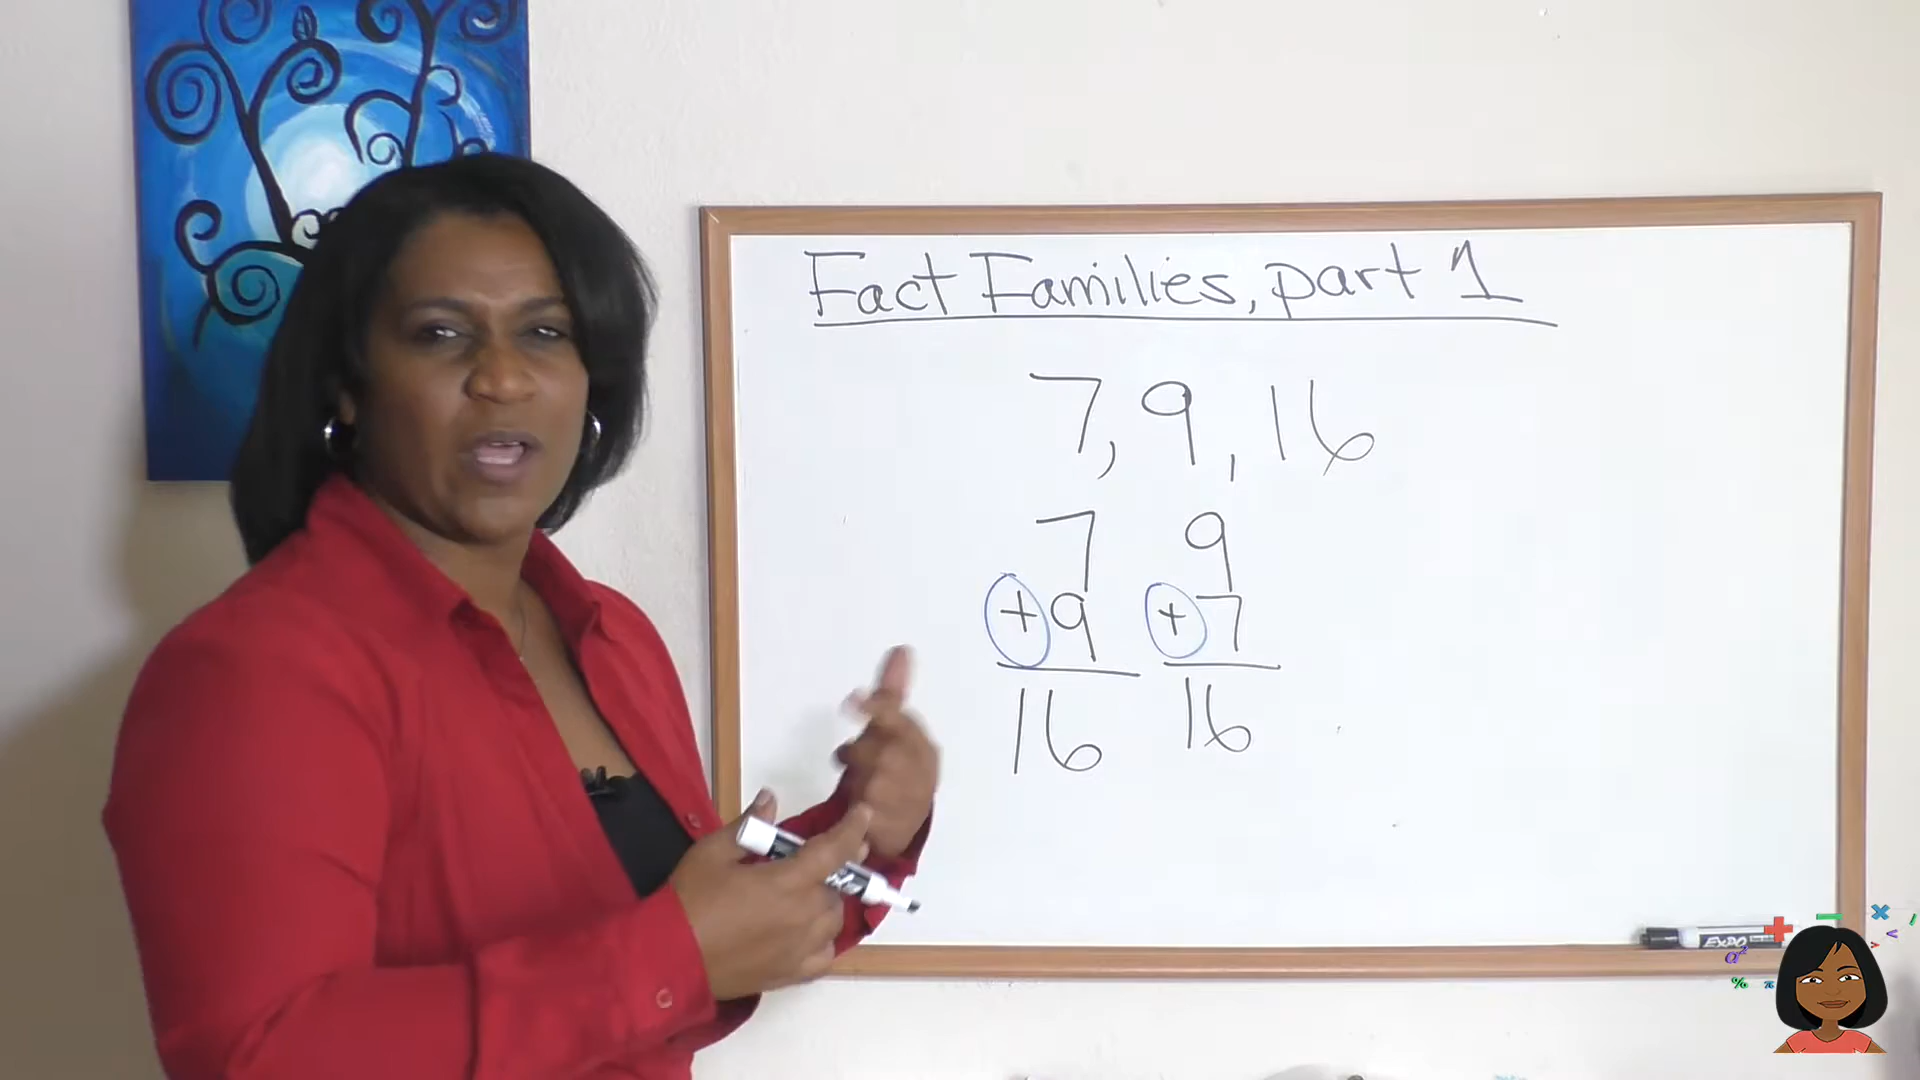 Fact Families, part 1
7, 9, 16
7 9
+9 +7
16 16
EXPO